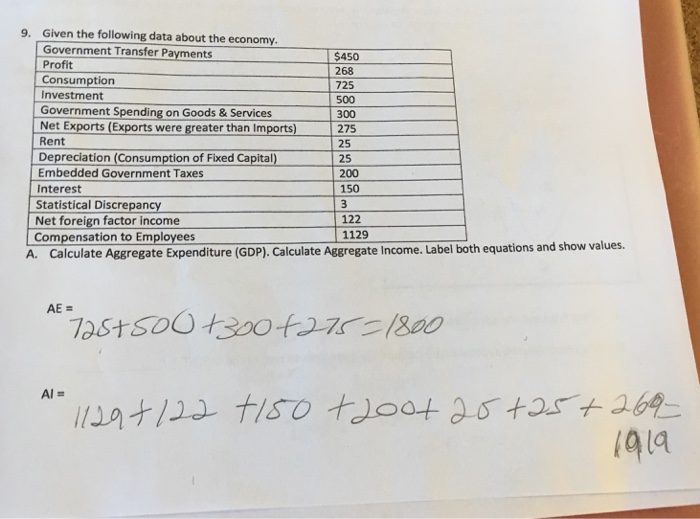 9. Given the following data about the economy.
Government Transfer Payments $450
Profit 268
Consumption 725
Investment 500
Government Spending on Goods & Services 300
Net Exports (Exports were greater than Imports) 275
Rent 25
Depreciation (Consumption of Fixed Capital) 25
Embedded Government Taxes 200
Interest 150
Statistical Discrepancy 3
Net foreign factor income 122
Compensation to Employees 1129
A. Calculate Aggregate Expenditure (GDP). Calculate Aggregate Income. Label both equations and show values.
AE =
725+500+300+275=1800
AI =
1129+122+150+200+25+25+269=
1919